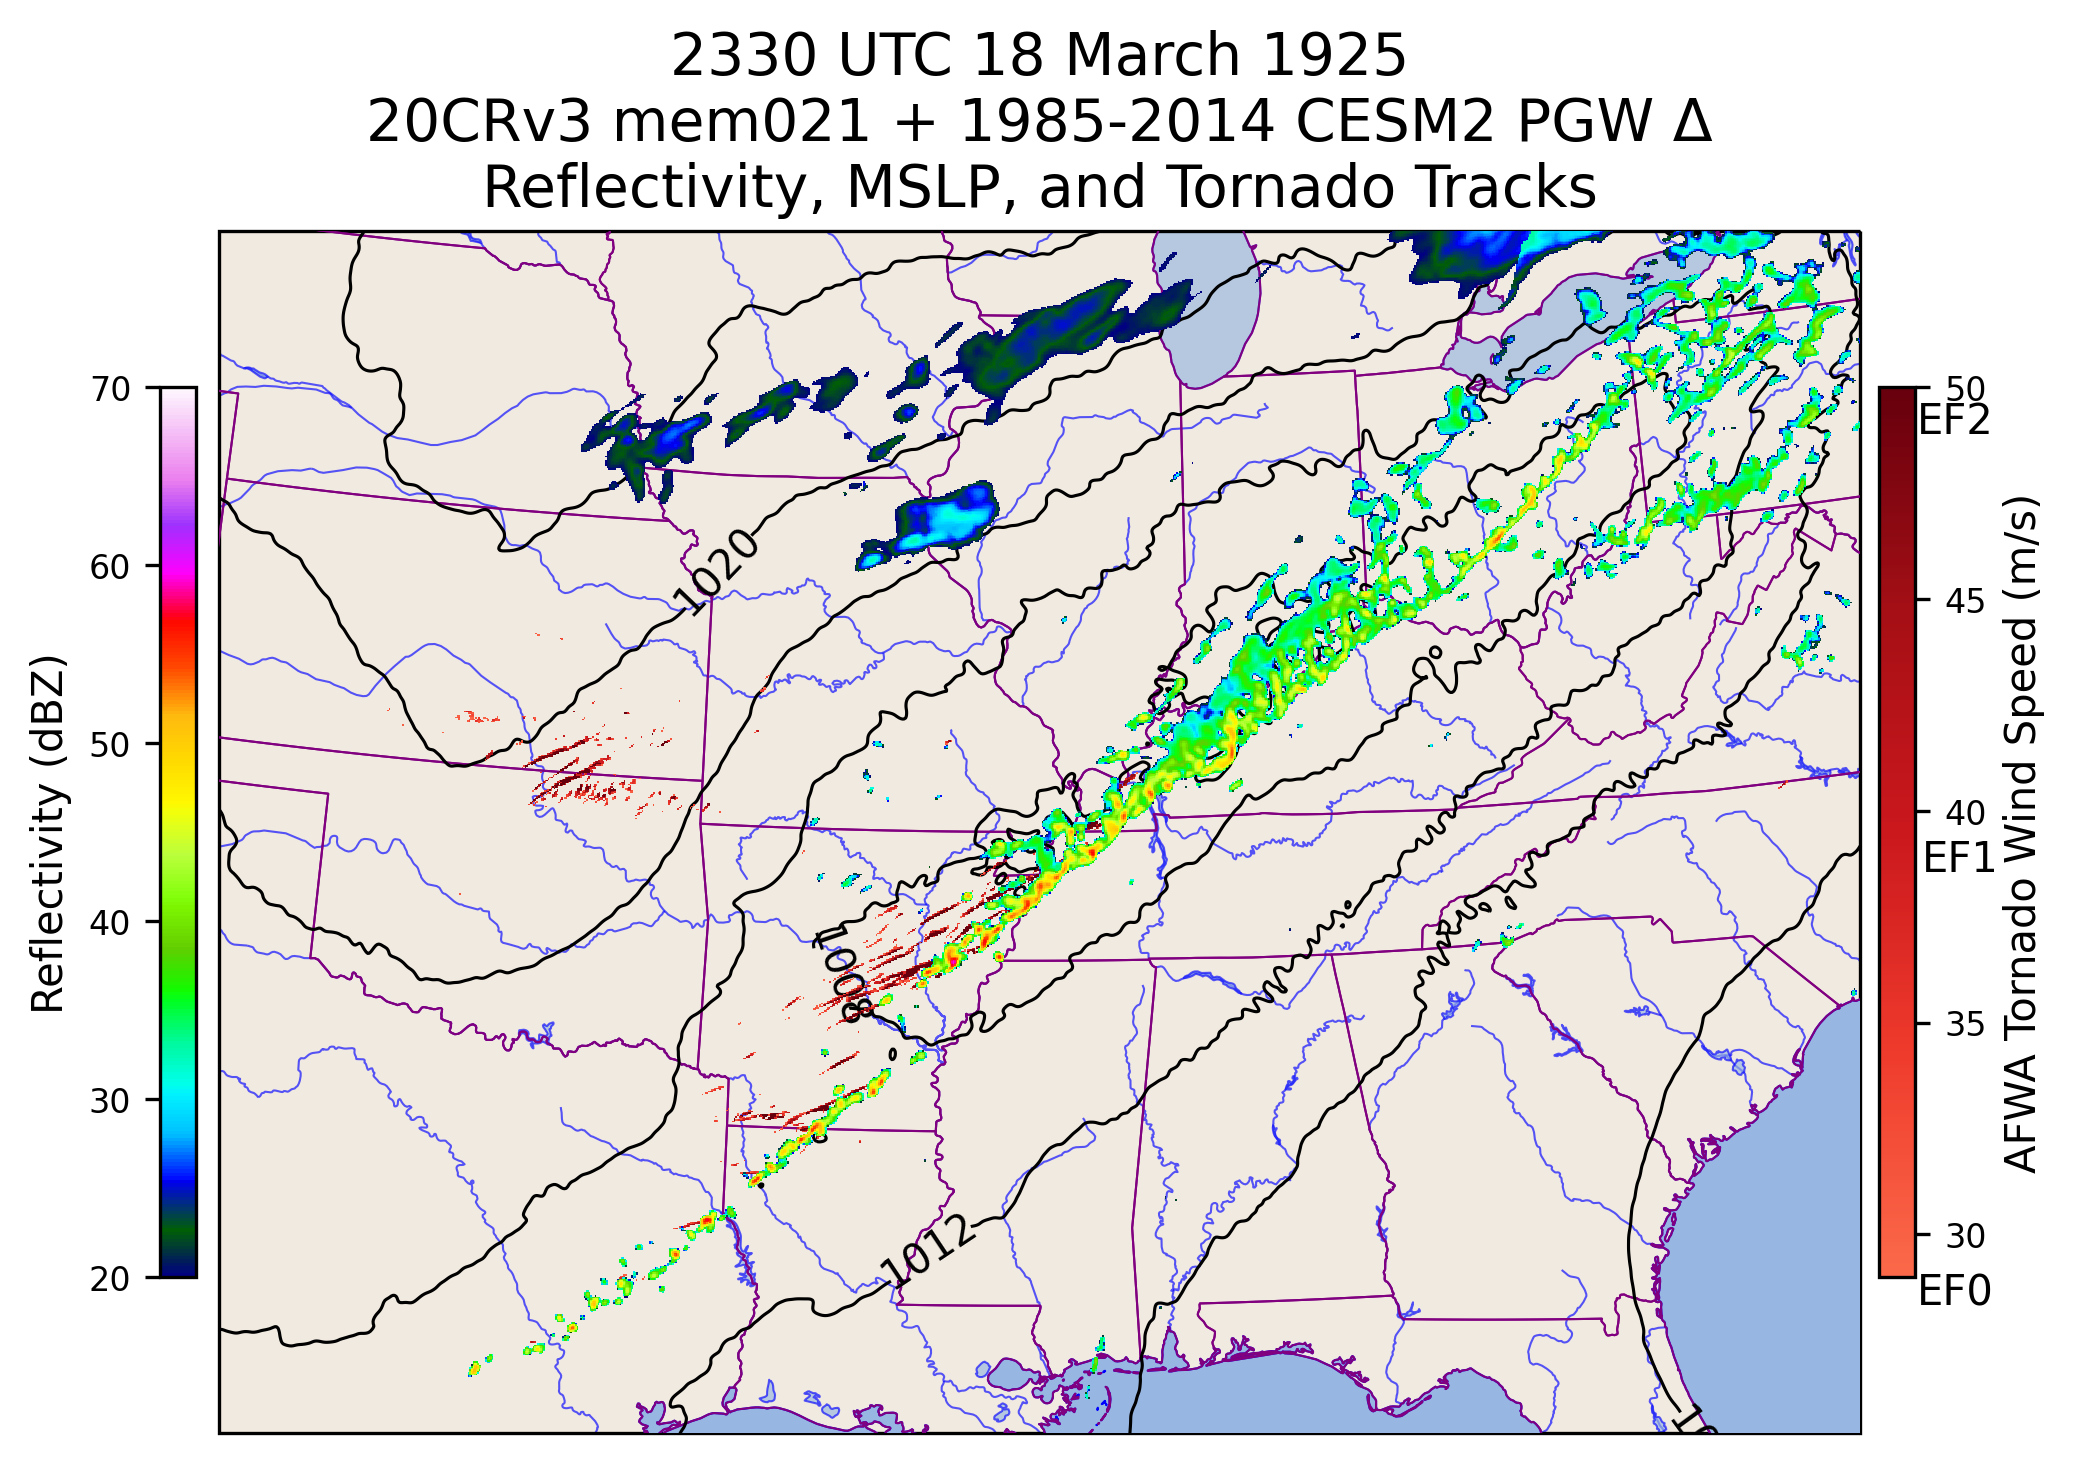 2330 UTC 18 March 1925
20CRv3 mem021 + 1985-2014 CESM2 PGW Δ
Reflectivity, MSLP, and Tornado Tracks
70
60
50
40
30
20
Reflectivity (dBZ)
1020
1008
1012
50
EF2
45
40
EF1
35
30
EF0
AFWA Tornado Wind Speed (m/s)